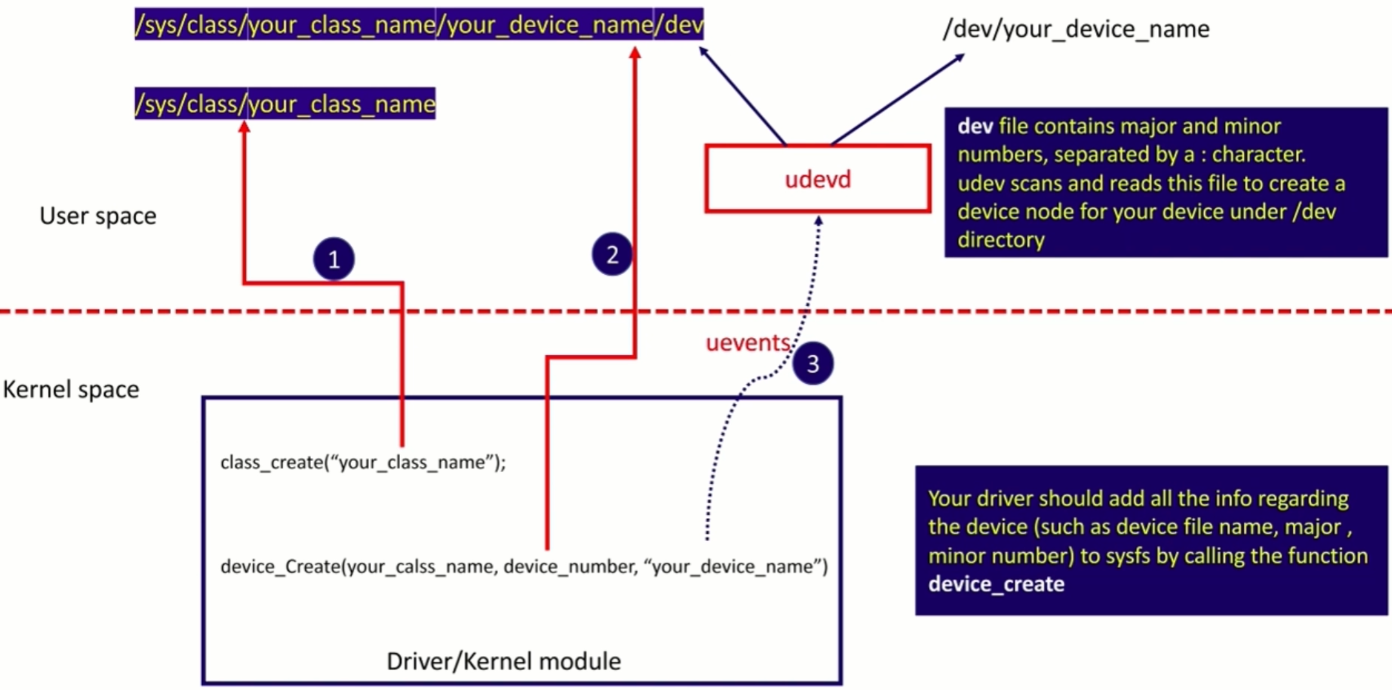 /sys/class/your_class_name/your_device_name/dev
/dev/your_device_name
/sys/class/your_class_name
dev file contains major and minor
numbers, separated by a : character.
udev scans and reads this file to create a
device node for your device under /dev
directory
udevd
User space
1
2
uevents
3
Kernel space
class_create(“your_class_name”);
device_Create(your_calss_name, device_number, “your_device_name”)
Driver/Kernel module
Your driver should add all the info regarding
the device (such as device file name, major ,
minor number) to sysfs by calling the function
device_create